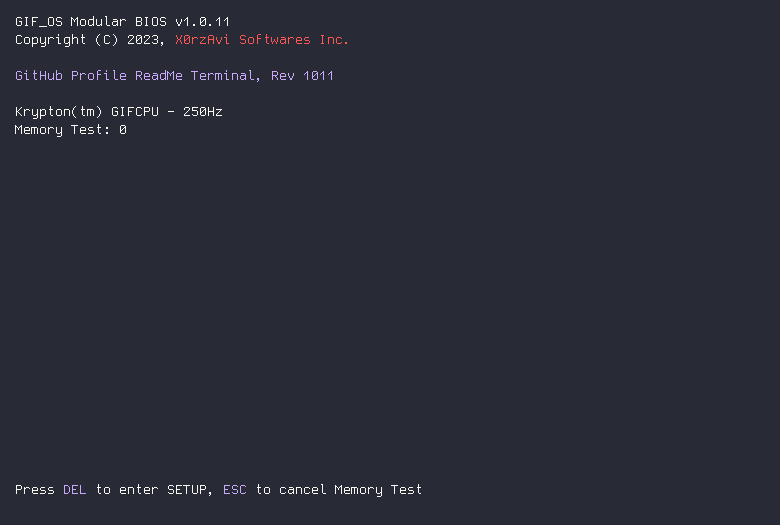 GIF_OS Modular BIOS v1.0.11
Copyright (C) 2023, X0rzAvi Softwares Inc.
GitHub Profile ReadMe Terminal, Rev 1011
Krypton(tm) GIFCPU - 250Hz
Memory Test: 0
Press DEL to enter SETUP, ESC to cancel Memory Test